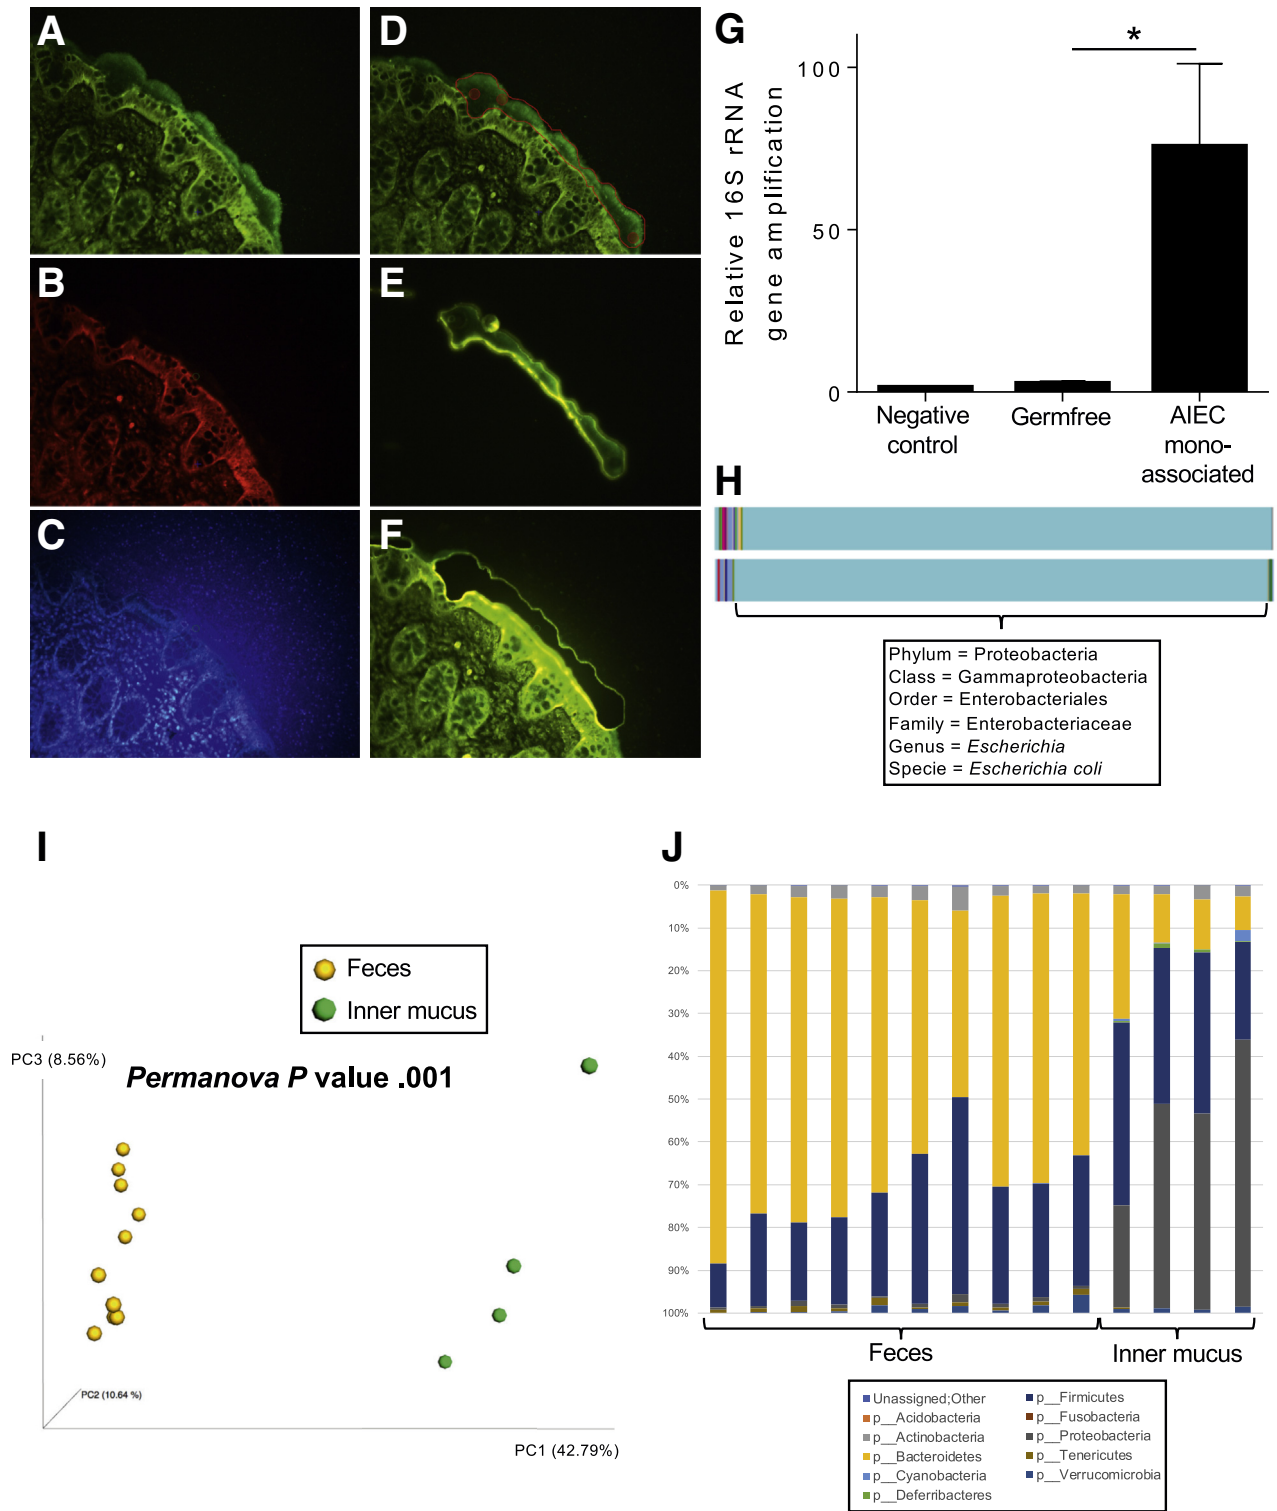 A
D
B
E
C
F
G
Relative 16S rRNA
gene amplification
100
50
0
*
Negative
control
Germfree
AIEC
mono-
associated
H
Phylum = Proteobacteria
Class = Gammaproteobacteria
Order = Enterobacteriales
Family = Enterobacteriaceae
Genus = Escherichia
Specie = Escherichia coli
I
Feces
Inner mucus
PC3 (8.56%)
Permanova P value .001
PC2 (10.64 %)
PC1 (42.79%)
J
0%
10%
20%
30%
40%
50%
60%
70%
80%
90%
100%
Feces
Inner mucus
Unassigned;Other
p__Acidobacteria
p__Actinobacteria
p__Bacteroidetes
p__Cyanobacteria
p__Deferribacteres
p__Firmicutes
p__Fusobacteria
p__Proteobacteria
p__Tenericutes
p__Verrucomicrobia